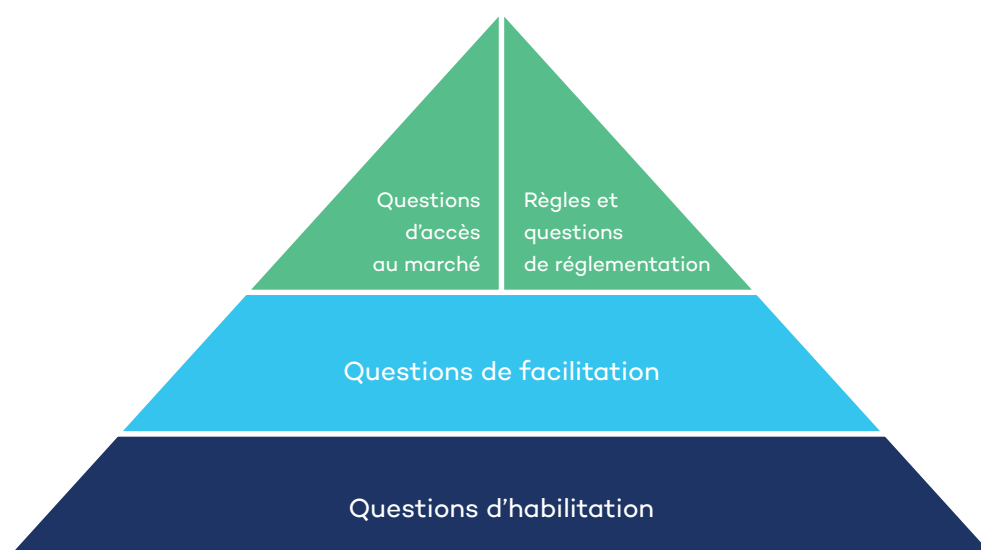 Questions
d’accès
au marché
Règles et
questions
de réglementation
Questions de facilitation
Questions d’habilitation